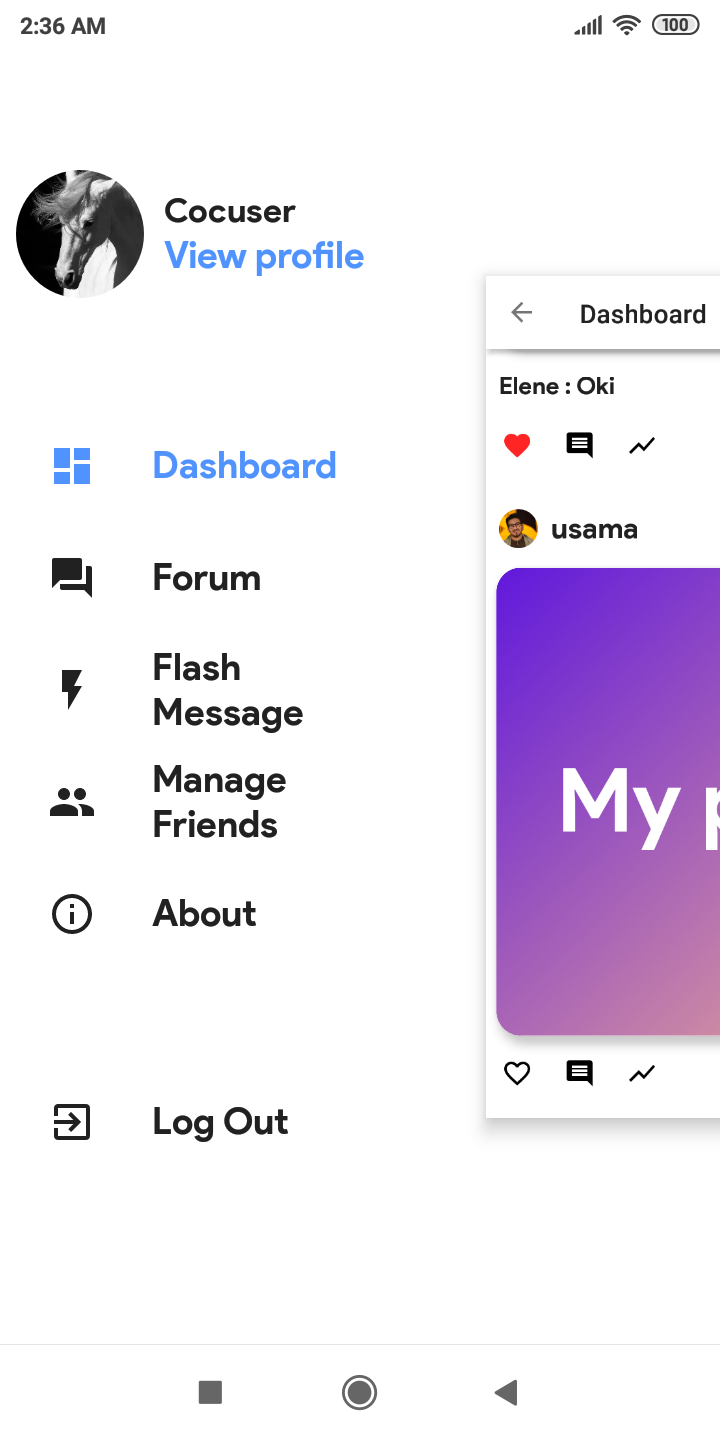 2:36 AM
100
Cocuser
View profile
Dashboard
Elene : Oki
Dashboard
usama
Forum
Flash
Message
Manage
Friends
My
About
Log Out